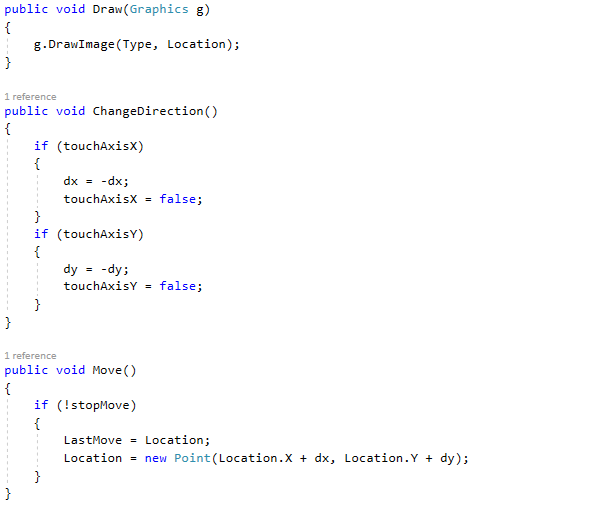 public void Draw(Graphics g)
{
    g.DrawImage(Type, Location);
}
1 reference
public void ChangeDirection()
{
    if (touchAxisX)
    {
        dx = -dx;
        touchAxisX = false;
    }
    if (touchAxisY)
    {
        dy = -dy;
        touchAxisY = false;
    }
}
1 reference
public void Move()
{
    if (!stopMove)
    {
        LastMove = Location;
        Location = new Point(Location.X + dx, Location.Y + dy);
    }
}